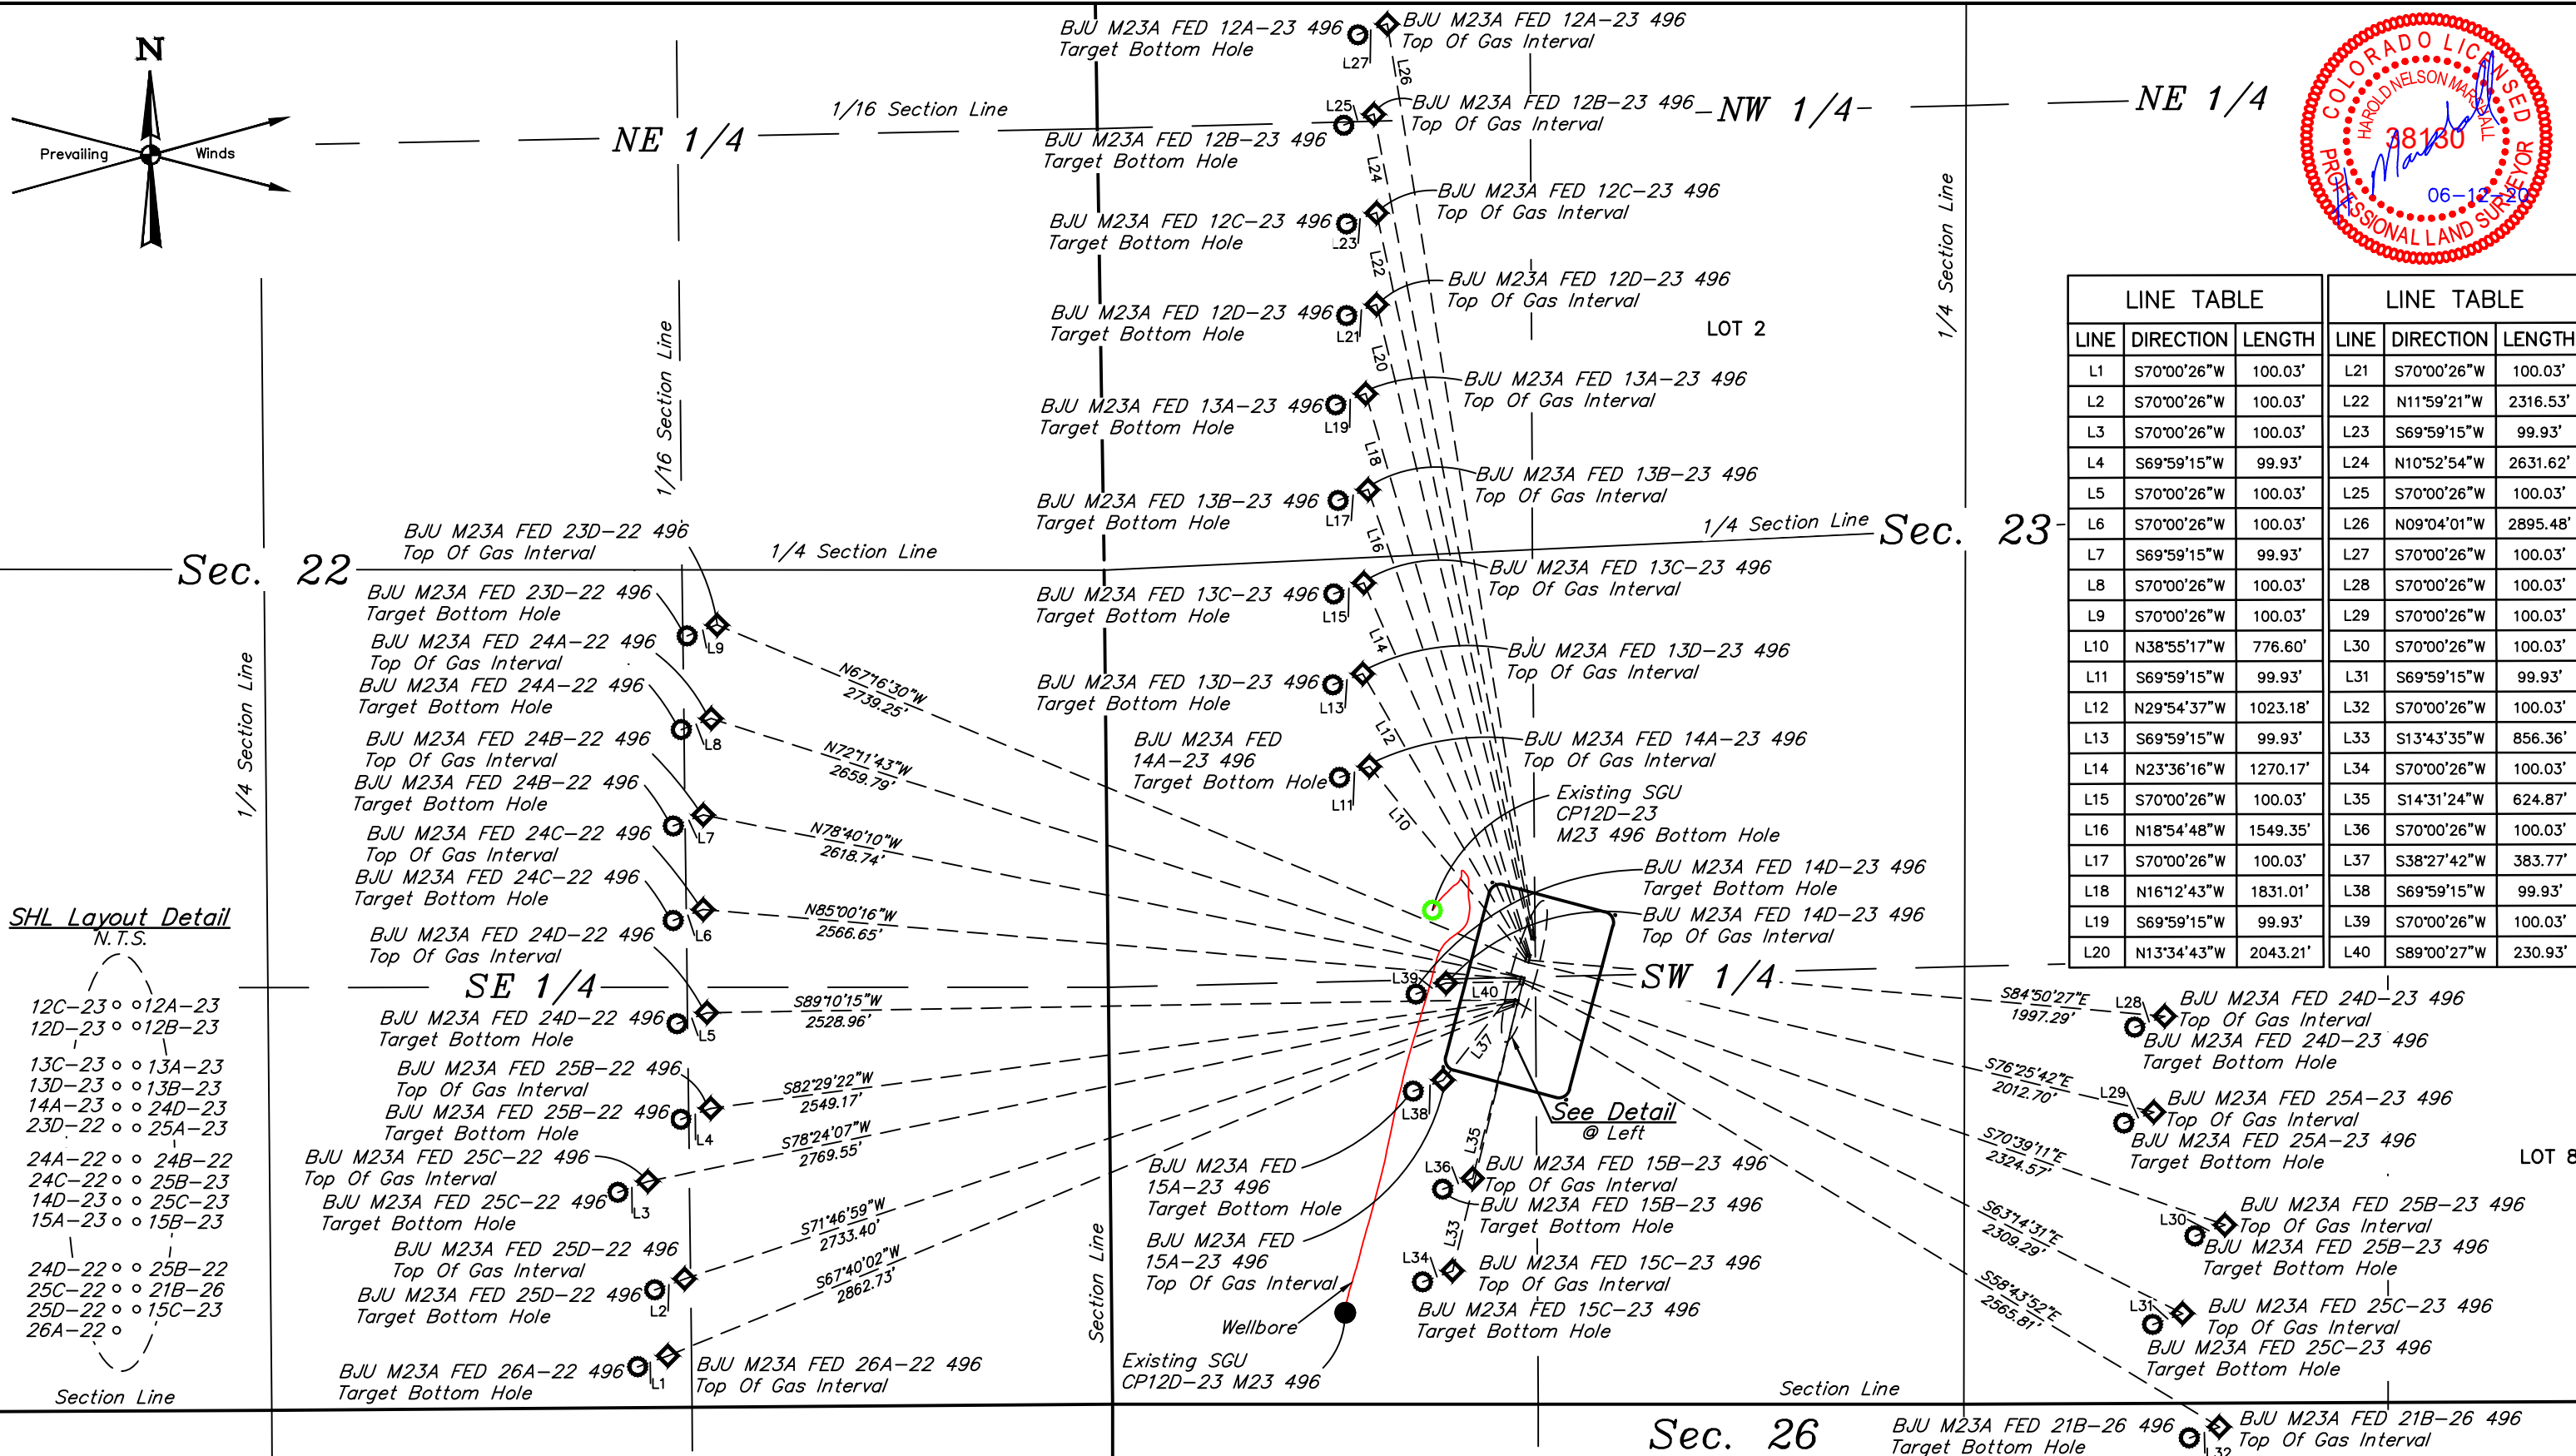 N
Prevailing
Winds
NE 1/4
1/16 Section Line
BJU M23A FED 12A-23 496
Target Bottom Hole
L27
BJU M23A FED 12A-23 496
Top Of Gas Interval
L26
L25
BJU M23A FED 12B-23 496
Top Of Gas Interval
NW 1/4
NE 1/4
BJU M23A FED 12B-23 496
Target Bottom Hole
L24
BJU M23A FED 12C-23 496
Top Of Gas Interval
BJU M23A FED 12C-23 496
Target Bottom Hole
L23
L22
BJU M23A FED 12D-23 496
Top Of Gas Interval
BJU M23A FED 12D-23 496
Target Bottom Hole
L21
L20
LOT 2
1/4 Section Line
BJU M23A FED 13A-23 496
Top Of Gas Interval
BJU M23A FED 13A-23 496
Target Bottom Hole
L19
L18
BJU M23A FED 13B-23 496
Top Of Gas Interval
BJU M23A FED 13B-23 496
Target Bottom Hole
L17
L16
1/4 Section Line
Sec. 23
1/16 Section Line
BJU M23A FED 13C-23 496
Top Of Gas Interval
BJU M23A FED 13C-23 496
Target Bottom Hole
L15
L14
BJU M23A FED 13D-23 496
Top Of Gas Interval
BJU M23A FED 13D-23 496
Target Bottom Hole
L13
L12
BJU M23A FED
14A-23 496
Target Bottom Hole
L11
BJU M23A FED 14A-23 496
Top Of Gas Interval
L10
Existing SGU
CP12D-23
M23 496 Bottom Hole
BJU M23A FED 14D-23 496
Target Bottom Hole
BJU M23A FED 14D-23 496
Top Of Gas Interval
COLORADO LICENSED
PROFESSIONAL LAND SURVEYOR
HAROLD NELSON MARSHALL
38130
06-12-20
LINE TABLE
LINE DIRECTION LENGTH
L1 S70°00'26"W 100.03'
L2 S70°00'26"W 100.03'
L3 S70°00'26"W 100.03'
L4 S69°59'15"W 99.93'
L5 S70°00'26"W 100.03'
L6 S70°00'26"W 100.03'
L7 S69°59'15"W 99.93'
L8 S70°00'26"W 100.03'
L9 S70°00'26"W 100.03'
L10 N38°55'17"W 776.60'
L11 S69°59'15"W 99.93'
L12 N29°54'37"W 1023.18'
L13 S69°59'15"W 99.93'
L14 N23°36'16"W 1270.17'
L15 S70°00'26"W 100.03'
L16 N18°54'48"W 1549.35'
L17 S70°00'26"W 100.03'
L18 N16°12'43"W 1831.01'
L19 S69°59'15"W 99.93'
L20 N13°34'43"W 2043.21'
LINE TABLE
LINE DIRECTION LENGTH
L21 S70°00'26"W 100.03'
L22 N11°59'21"W 2316.53'
L23 S69°59'15"W 99.93'
L24 N10°52'54"W 2631.62'
L25 S70°00'26"W 100.03'
L26 N09°04'01"W 2895.48'
L27 S70°00'26"W 100.03'
L28 S70°00'26"W 100.03'
L29 S70°00'26"W 100.03'
L30 S70°00'26"W 100.03'
L31 S69°59'15"W 99.93'
L32 S70°00'26"W 100.03'
L33 S13°43'35"W 856.36'
L34 S70°00'26"W 100.03'
L35 S14°31'24"W 624.87'
L36 S70°00'26"W 100.03'
L37 S38°27'42"W 383.77'
L38 S69°59'15"W 99.93'
L39 S70°00'26"W 100.03'
L40 S89°00'27"W 230.93'
Sec. 22
1/4 Section Line
1/4 Section Line
BJU M23A FED 23D-22 496
Top Of Gas Interval
BJU M23A FED 23D-22 496
Target Bottom Hole
L9
N67°16'30"W
2739.25'
BJU M23A FED 24A-22 496
Top Of Gas Interval
BJU M23A FED 24A-22 496
Target Bottom Hole
L8
N72°11'43"W
2659.79'
BJU M23A FED 24B-22 496
Top Of Gas Interval
BJU M23A FED 24B-22 496
Target Bottom Hole
L7
N78°40'10"W
2618.74'
BJU M23A FED 24C-22 496
Top Of Gas Interval
BJU M23A FED 24C-22 496
Target Bottom Hole
L6
N85°00'16"W
2566.65'
BJU M23A FED 24D-22 496
Top Of Gas Interval
SE 1/4
BJU M23A FED 24D-22 496
Target Bottom Hole
L5
S89°10'15"W
2528.96'
BJU M23A FED 25B-22 496
Top Of Gas Interval
BJU M23A FED 25B-22 496
Target Bottom Hole
L4
S82°29'22"W
2549.17'
BJU M23A FED 25C-22 496
Top Of Gas Interval
BJU M23A FED 25C-22 496
Target Bottom Hole
L3
S78°24'07"W
2769.55'
BJU M23A FED 25D-22 496
Top Of Gas Interval
BJU M23A FED 25D-22 496
Target Bottom Hole
L2
S71°46'59"W
2733.40'
BJU M23A FED 26A-22 496
Target Bottom Hole
L1
BJU M23A FED 26A-22 496
Top Of Gas Interval
S67°40'02"W
2862.73'
SHL Layout Detail
N.T.S.
12C-23 12A-23
12D-23 12B-23
13C-23 13A-23
13D-23 13B-23
14A-23 24D-23
23D-22 25A-23
24A-22 24B-22
24C-22 25B-23
14D-23 25C-23
15A-23 15B-23
24D-22 25B-22
25C-22 21B-26
25D-22 15C-23
26A-22
Section Line
Section Line
L39
L40
SW 1/4
L37
L38
See Detail
@ Left
L35
BJU M23A FED
15A-23 496
Target Bottom Hole
BJU M23A FED
15A-23 496
Top Of Gas Interval
L36
BJU M23A FED 15B-23 496
Top Of Gas Interval
BJU M23A FED 15B-23 496
Target Bottom Hole
L33
L34
BJU M23A FED 15C-23 496
Top Of Gas Interval
BJU M23A FED 15C-23 496
Target Bottom Hole
Wellbore
Existing SGU
CP12D-23 M23 496
S84°50'27"E
1997.29'
L28
BJU M23A FED 24D-23 496
Top Of Gas Interval
BJU M23A FED 24D-23 496
Target Bottom Hole
S76°25'42"E
2012.70'
L29
BJU M23A FED 25A-23 496
Top Of Gas Interval
BJU M23A FED 25A-23 496
Target Bottom Hole
LOT 8
S70°39'11"E
2324.57'
L30
BJU M23A FED 25B-23 496
Top Of Gas Interval
BJU M23A FED 25B-23 496
Target Bottom Hole
S63°14'31"E
2309.29'
L31
BJU M23A FED 25C-23 496
Top Of Gas Interval
BJU M23A FED 25C-23 496
Target Bottom Hole
S58°43'52"E
2565.81'
Section Line
Sec. 26
BJU M23A FED 21B-26 496
Target Bottom Hole
L32
BJU M23A FED 21B-26 496
Top Of Gas Interval